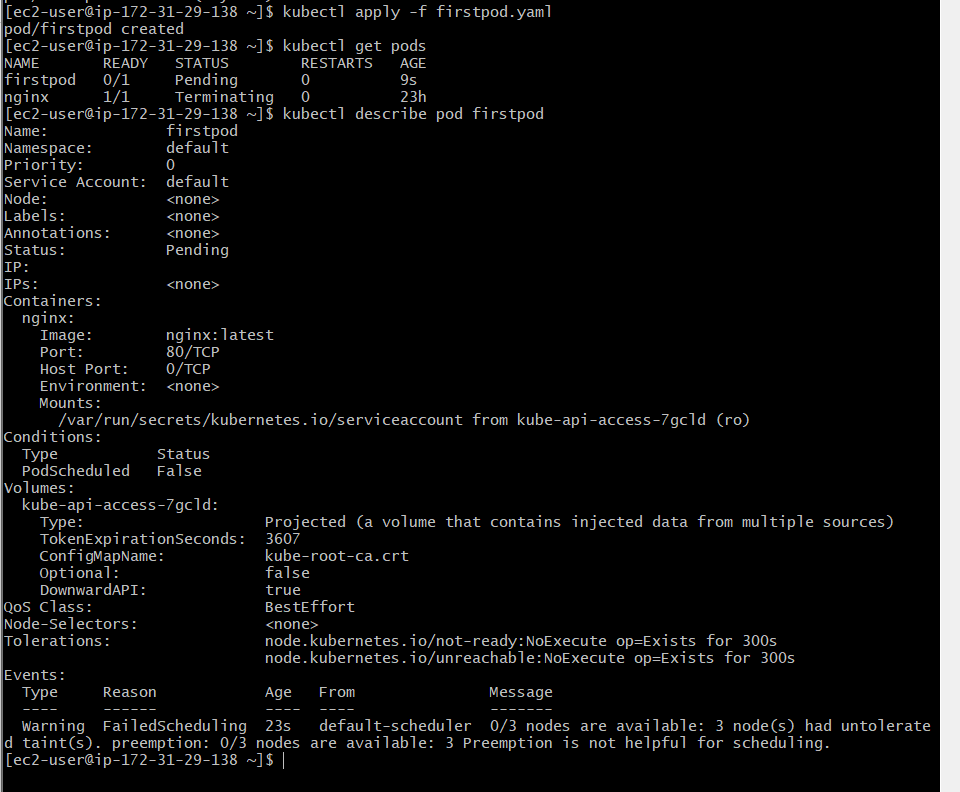 [ec2-user@ip-172-31-29-138 ~]$ kubectl apply -f firstpod.yaml
pod/firstpod created
[ec2-user@ip-172-31-29-138 ~]$ kubectl get pods
NAME       READY   STATUS        RESTARTS   AGE
firstpod   0/1     Pending       0          9s
nginx      1/1     Terminating   0          23h
[ec2-user@ip-172-31-29-138 ~]$ kubectl describe pod firstpod
Name:             firstpod
Namespace:        default
Priority:         0
Service Account:  default
Node:             <none>
Labels:           <none>
Annotations:      <none>
Status:           Pending
IP:
IPs:              <none>
Containers:
  nginx:
    Image:        nginx:latest
    Port:         80/TCP
    Host Port:    0/TCP
    Environment:  <none>
    Mounts:
      /var/run/secrets/kubernetes.io/serviceaccount from kube-api-access-7gcld (ro)
Conditions:
  Type           Status
  PodScheduled   False
Volumes:
  kube-api-access-7gcld:
    Type:                    Projected (a volume that contains injected data from multiple sources)
    TokenExpirationSeconds:  3607
    ConfigMapName:           kube-root-ca.crt
    Optional:                false
    DownwardAPI:             true
QoS Class:                   BestEffort
Node-Selectors:              <none>
Tolerations:                 node.kubernetes.io/not-ready:NoExecute op=Exists for 300s
                             node.kubernetes.io/unreachable:NoExecute op=Exists for 300s
Events:
  Type     Reason            Age   From               Message
  ----     ------            ----  ----               -------
  Warning  FailedScheduling  23s   default-scheduler  0/3 nodes are available: 3 node(s) had untolerate
d taint(s). preemption: 0/3 nodes are available: 3 Preemption is not helpful for scheduling.
[ec2-user@ip-172-31-29-138 ~]$